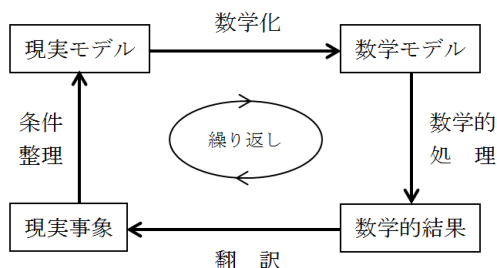 数学化
現実モデル
数学モデル
条件
整理
繰り返し
数学的
処　理
現実事象
数学的結果
翻　訳